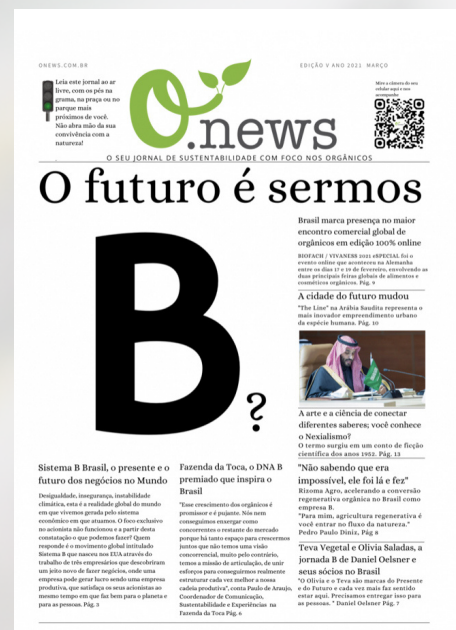 ONEWS.COM.BR
EDIÇÃO V ANO 2021 MARÇO
Leia este jornal ao ar
livre, com os pés na
grama, na praça ou no
parque mais
próximos de você.
Não abra mão da sua
convivência com a
natureza!
O.news
Mire a câmera do seu
celular aqui e nos
acompanhe
O SEU JORNAL DE SUSTENTABILIDADE COM FOCO NOS ORGÂNICOS
O futuro é sermos
B?
Brasil marca presença no maior
encontro comercial global de
orgânicos em edição 100% online
BIOFACH / VIVANESS 2021 eSPECIAL foi o
evento online que aconteceu na Alemanha
entre os dias 17 e 19 de fevereiro, envolvendo as
duas principais feiras globais de alimentos e
cosméticos orgânicos. Pág. 9
A cidade do futuro mudou
"The Line" na Arábia Saudita representa o
mais inovador empreendimento urbano
da espécie humana. Pág. 10
A arte e a ciência de conectar
diferentes saberes; você conhece
o Nexialismo?
O termo surgiu em um conto de ficção
científica dos anos 1952. Pág. 13
Sistema B Brasil, o presente e o
futuro dos negócios no Mundo
Desigualdade, insegurança, instabilidade
climática, esta é a realidade global do mundo
em que vivemos gerada pelo sistema
econômico em que atuamos. O foco exclusivo
no acionista não funcionou e a partir desta
constatação o que podemos fazer? Quem
responde é o movimento global intitulado
Sistema B que nasceu nos EUA através do
trabalho de três empresários que descobriram
um jeito novo de fazer negócios, onde uma
empresa pode gerar lucro sendo uma empresa
produtiva, que satisfaça os seus acionistas ao
mesmo tempo em que faz bem para o planeta e
para as pessoas. Pág. 2
Fazenda da Toca, o DNA B
premiado que inspira o
Brasil
"Esse crescimento dos orgânicos é
promissor e é pujante. Nós nem
conseguimos enxergar como
concorrentes o restante do mercado
porque há tanto espaço para crescermos
juntos que não temos uma visão
concorrencial, muito pelo contrário,
temos a missão de articulação, de unir
esforços para conseguirmos realmente
estruturar cada vez melhor a nossa
cadeia produtiva", conta Paulo de Araujo,
Coordenador de Comunicação,
Sustentabilidade e Experiências na
Fazenda da Toca Pág. 6
"Não sabendo que era
impossível, ele foi lá e fez"
Rizoma Agro, acelerando a conversão
regenerativa orgânica no Brasil como
empresa B.
"Para mim, agricultura regenerativa é
você entrar no fluxo da natureza."
Pedro Paulo Diniz, Pág 8
Teva Vegetal e Olivia Saladas, a
jornada B de Daniel Oelsner e
seus sócios no Brasil
"O Olivia e o Teva são marcas do Presente
e do Futuro e cada vez mais faz sentido
estar aqui. Precisamos entregar isso para
as pessoas. " Daniel Oelsner Pág. 7